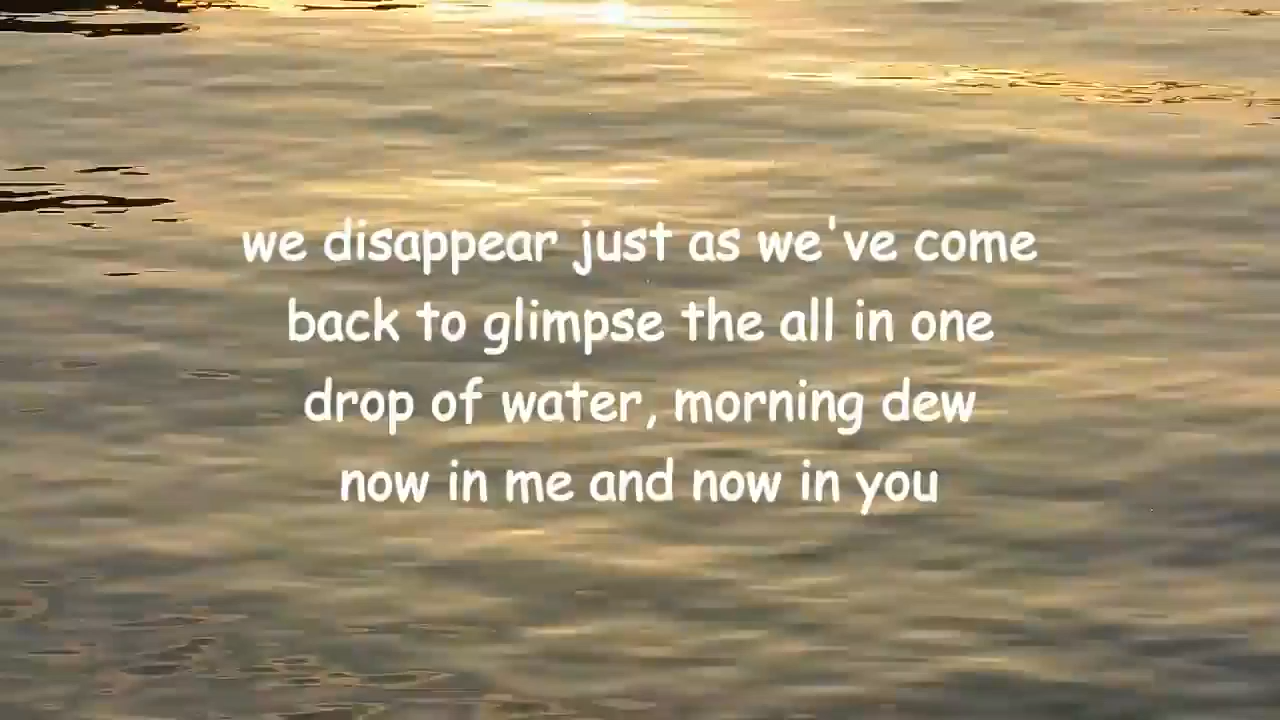 we disappear just as we've come
back to glimpse the all in one
drop of water, morning dew
now in me and now in you